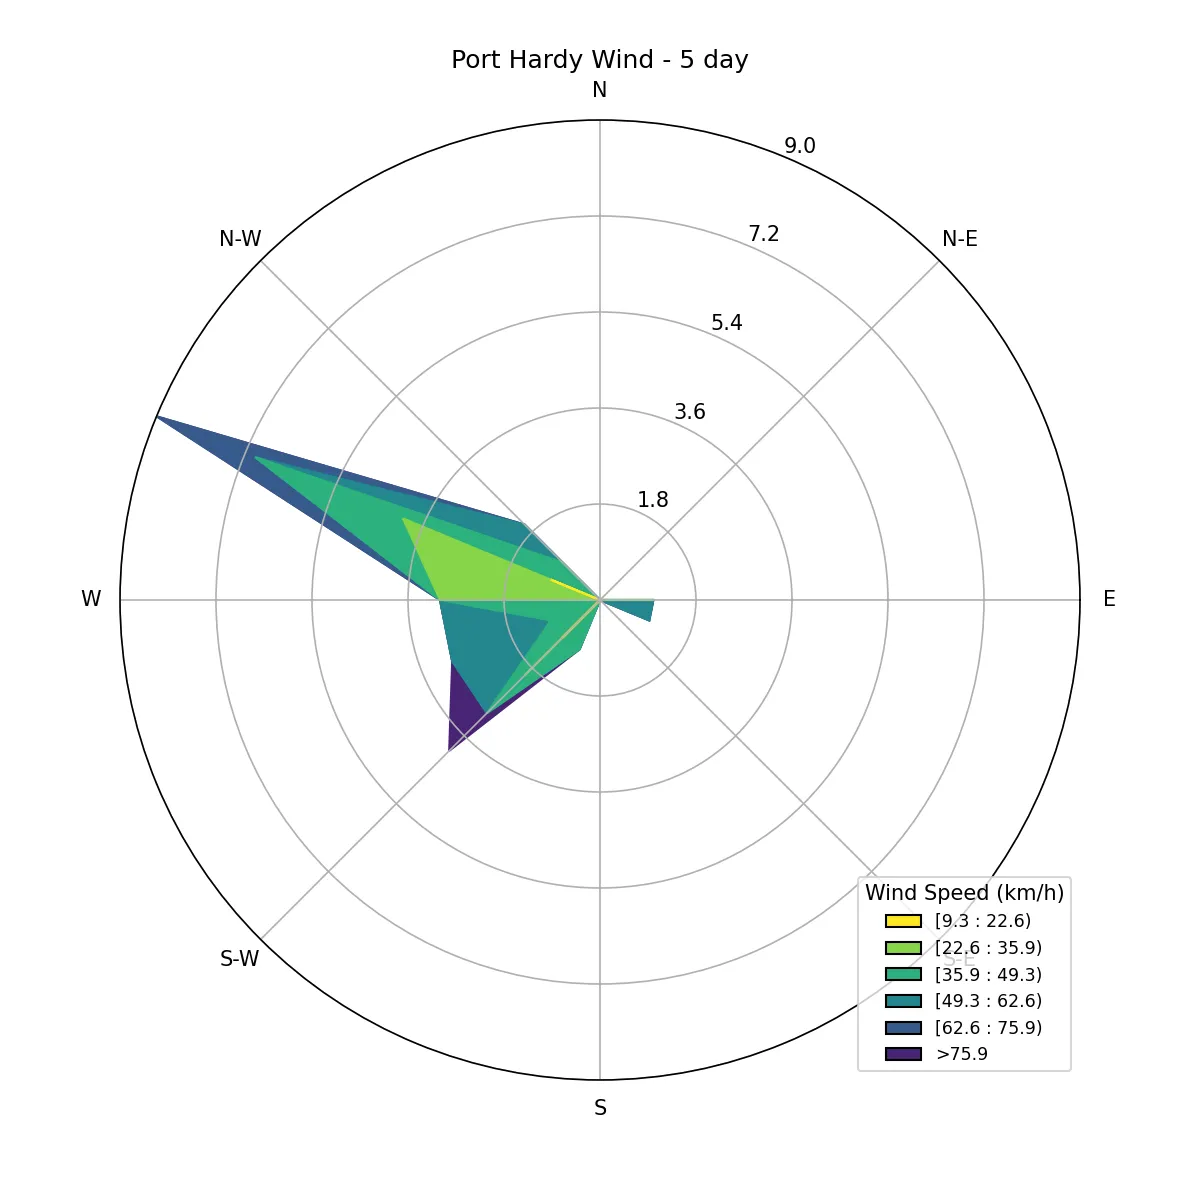 Port Hardy Wind - 5 day
N
9.0
7.2
N-W
N-E
5.4
3.6
1.8
W
E
Wind Speed (km/h)
[9.3 : 22.6)
[22.6 : 35.9)
S-W
S-E
[35.9 : 49.3)
[49.3 : 62.6)
[62.6 : 75.9)
>75.9
S